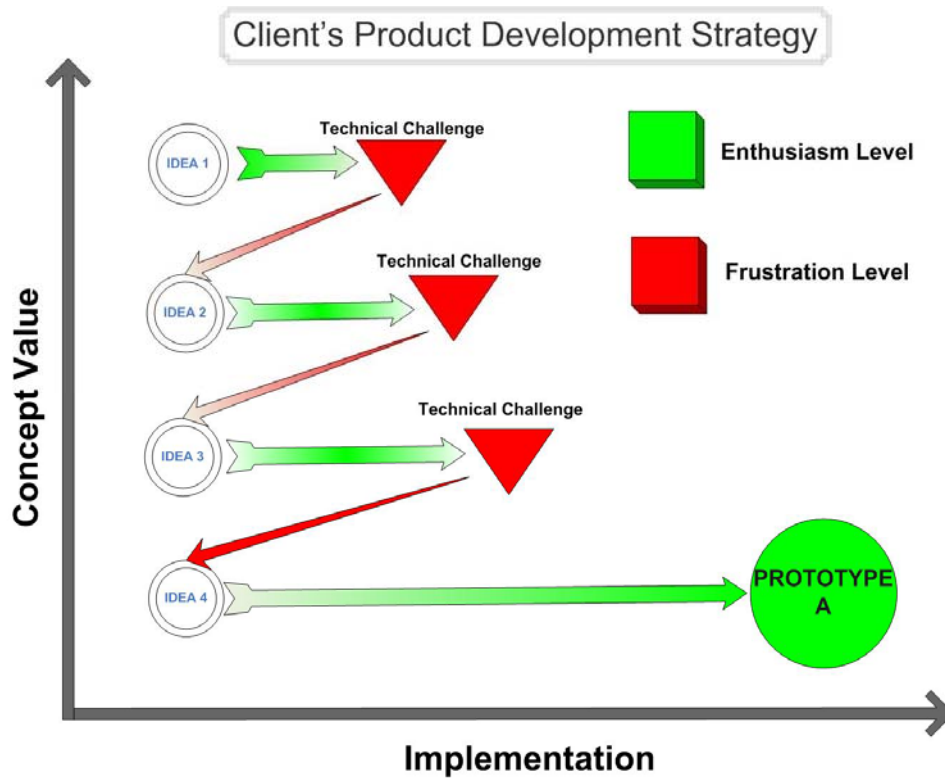 Client's Product Development Strategy
Technical Challenge
IDEA 1
Enthusiasm Level
Technical Challenge
Frustration Level
IDEA 2
Technical Challenge
IDEA 3
IDEA 4
PROTOTYPE
A
Concept Value
Implementation